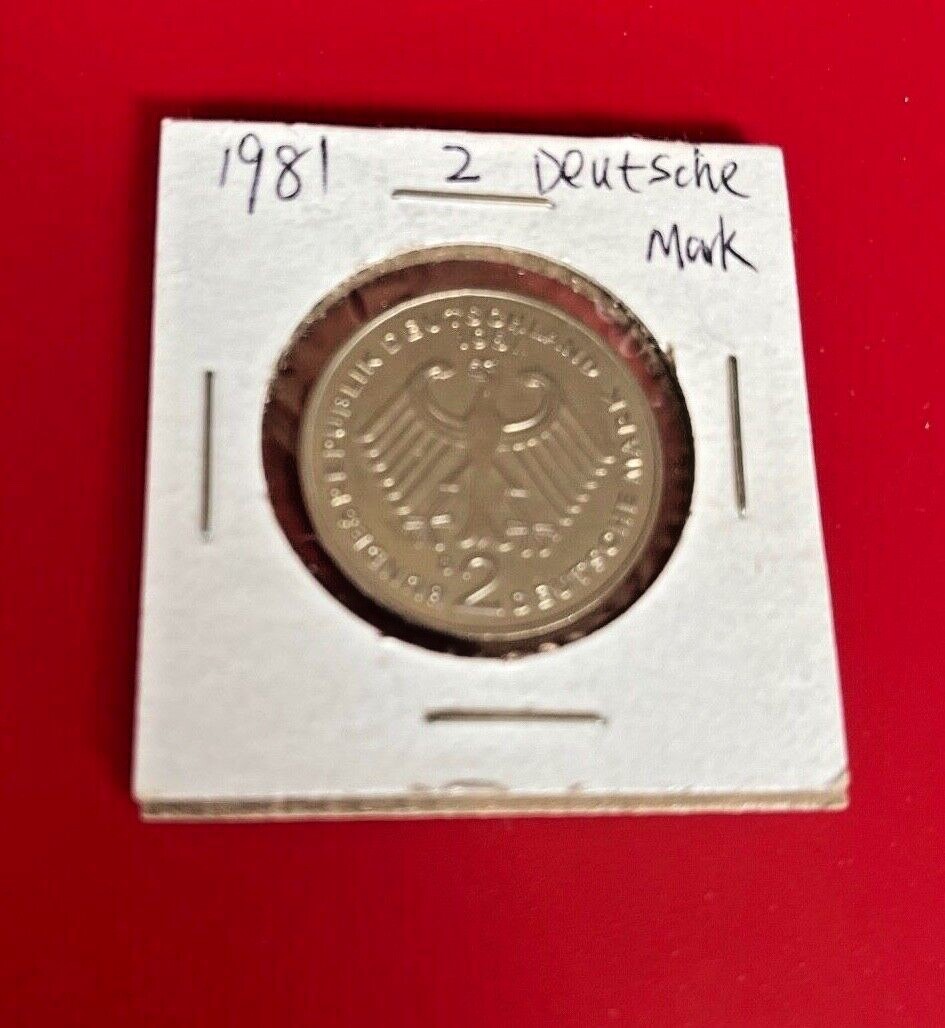 1981 2 Deutsche
Mark
BUNDESREPUBLIK DEUTSCHLAND
1981
2
DEUTSCHE MARK